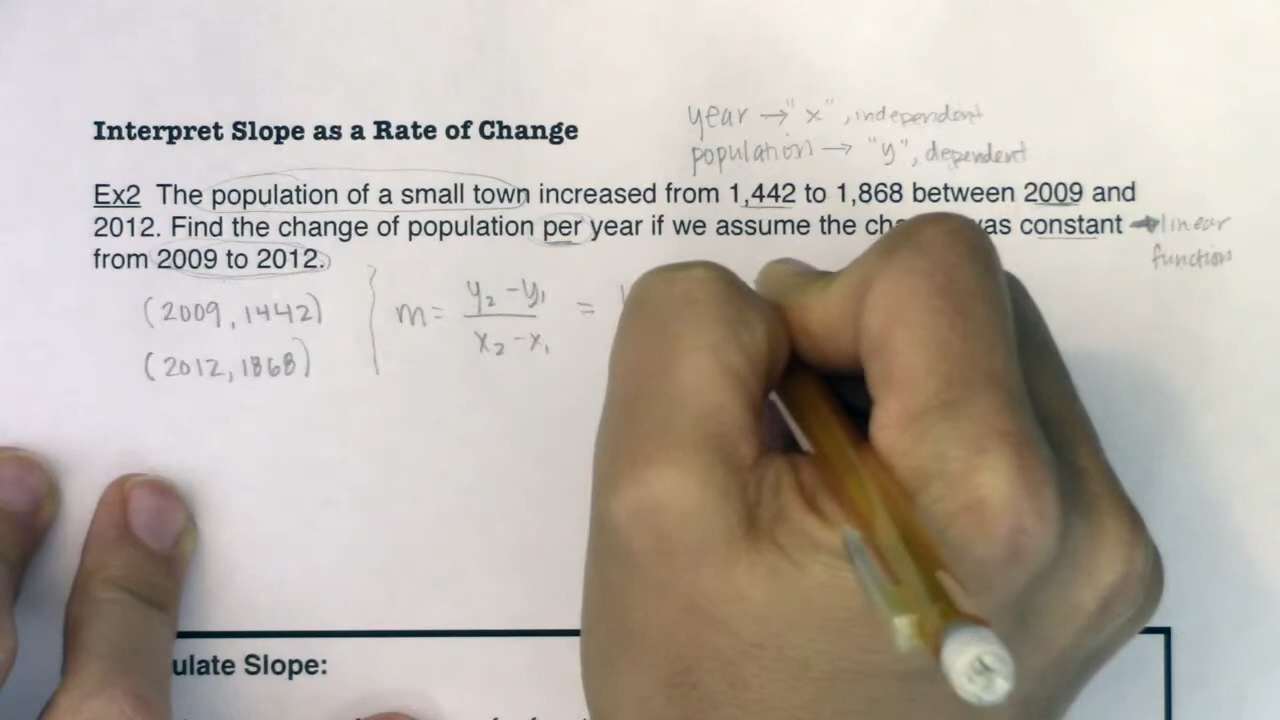 year → "x", independent
Interpret Slope as a Rate of Change
population → "y", dependent
Ex2 The population of a small town increased from 1,442 to 1,868 between 2009 and
2012. Find the change of population per year if we assume the as constant → linear
from 2009 to 2012. function
(2009, 1442) m = y₂ - y₁ / x₂ - x₁ =
(2012, 1868)
ulate Slope: